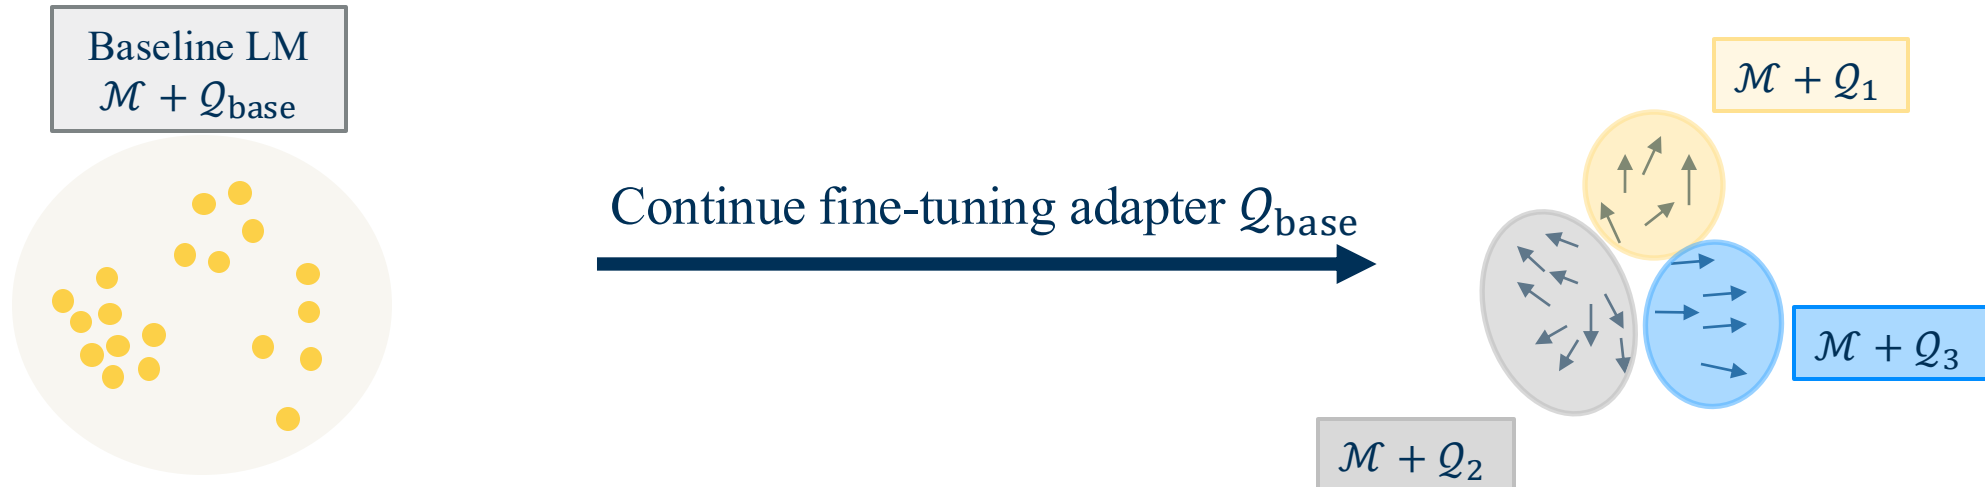 Baseline LM
ℳ + 𝒬base
Continue fine-tuning adapter 𝒬base
ℳ + 𝒬1
ℳ + 𝒬3
ℳ + 𝒬2